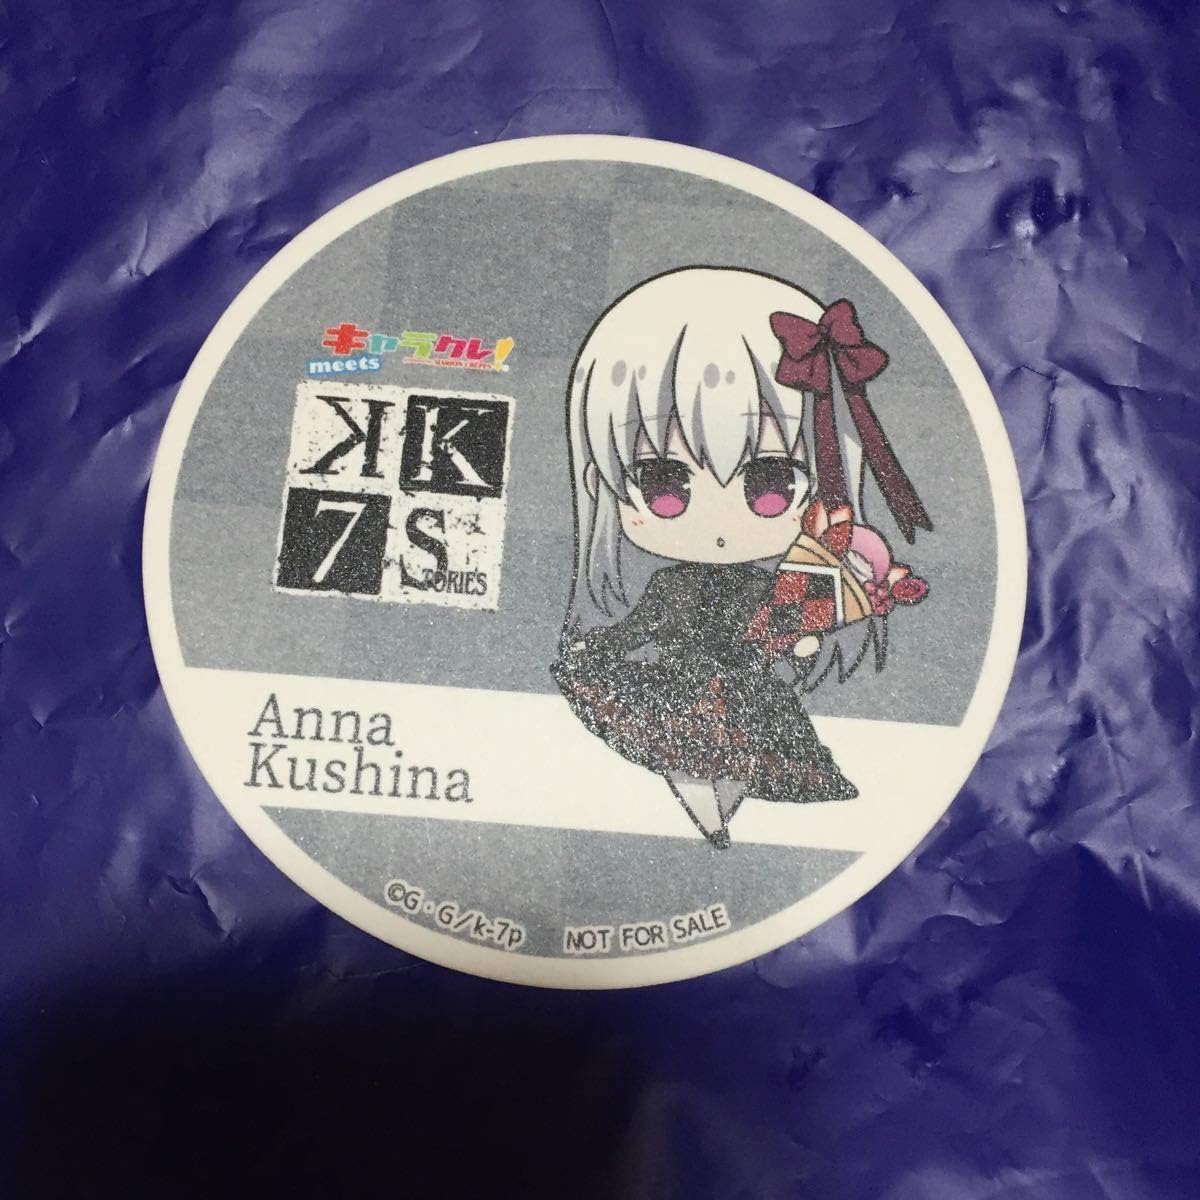 キャラクレ!
meets
K K
7 STORIES
Anna
Kushina
©G・G/k-7p NOT FOR SALE